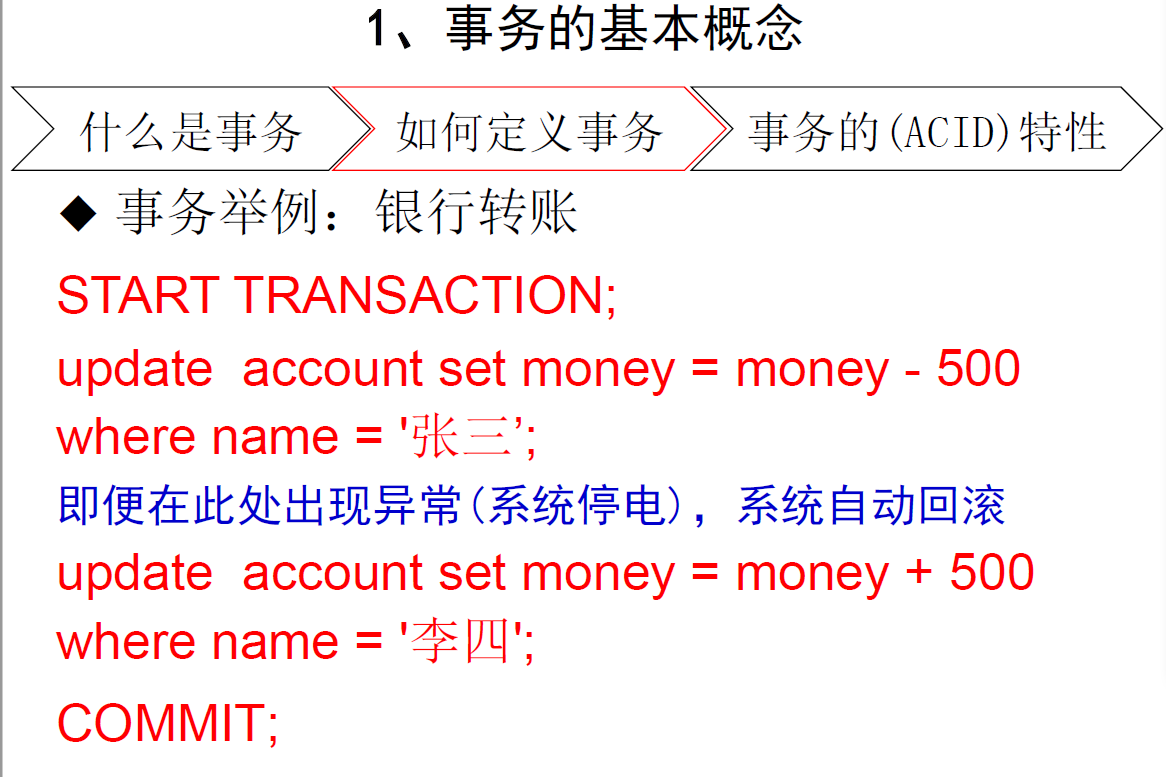 1、事务的基本概念
什么是事务
如何定义事务
事务的(ACID)特性
◆ 事务举例：银行转账
START TRANSACTION;
update  account set money = money - 500
where name = '张三’;
即便在此处出现异常(系统停电)，系统自动回滚
update  account set money = money + 500
where name = '李四';
COMMIT;